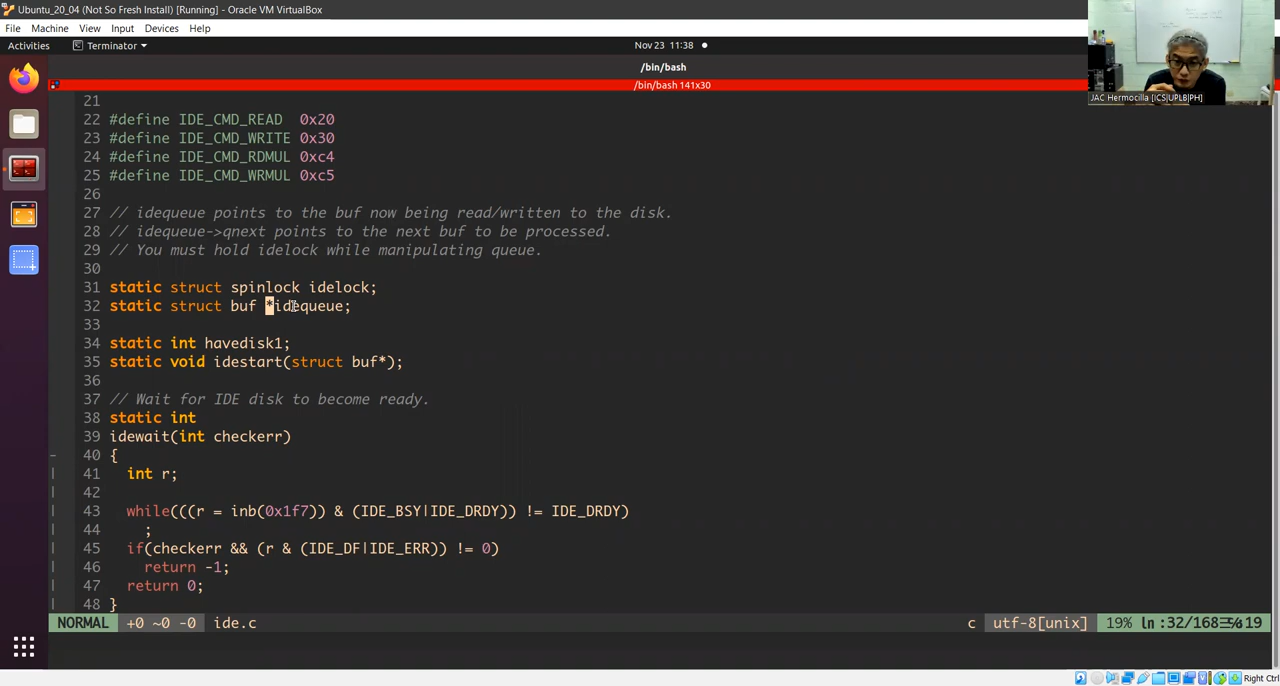 Ubuntu_20_04 (Not So Fresh Install) [Running] - Oracle VM VirtualBox
File Machine View Input Devices Help
Activities Terminator Nov 23 11:38
/bin/bash
/bin/bash 141x30
JAC Hermocilla [ICS|UPLB|PH]
21
22 #define IDE_CMD_READ  0x20
23 #define IDE_CMD_WRITE 0x30
24 #define IDE_CMD_RDMUL 0xc4
25 #define IDE_CMD_WRMUL 0xc5
26
27 // idequeue points to the buf now being read/written to the disk.
28 // idequeue->qnext points to the next buf to be processed.
29 // You must hold idelock while manipulating queue.
30
31 static struct spinlock idelock;
32 static struct buf *idequeue;
33
34 static int havedisk1;
35 static void idestart(struct buf*);
36
37 // Wait for IDE disk to become ready.
38 static int
39 idewait(int checkerr)
- 40 {
| 41   int r;
| 42
| 43   while(((r = inb(0x1f7)) & (IDE_BSY|IDE_DRDY)) != IDE_DRDY)
| 44     ;
| 45   if(checkerr && (r & (IDE_DF|IDE_ERR)) != 0)
| 46     return -1;
| 47   return 0;
| 48 }
NORMAL +0 ~0 -0 ide.c c utf-8[unix] 19% ln :32/168 19
Right Ctrl